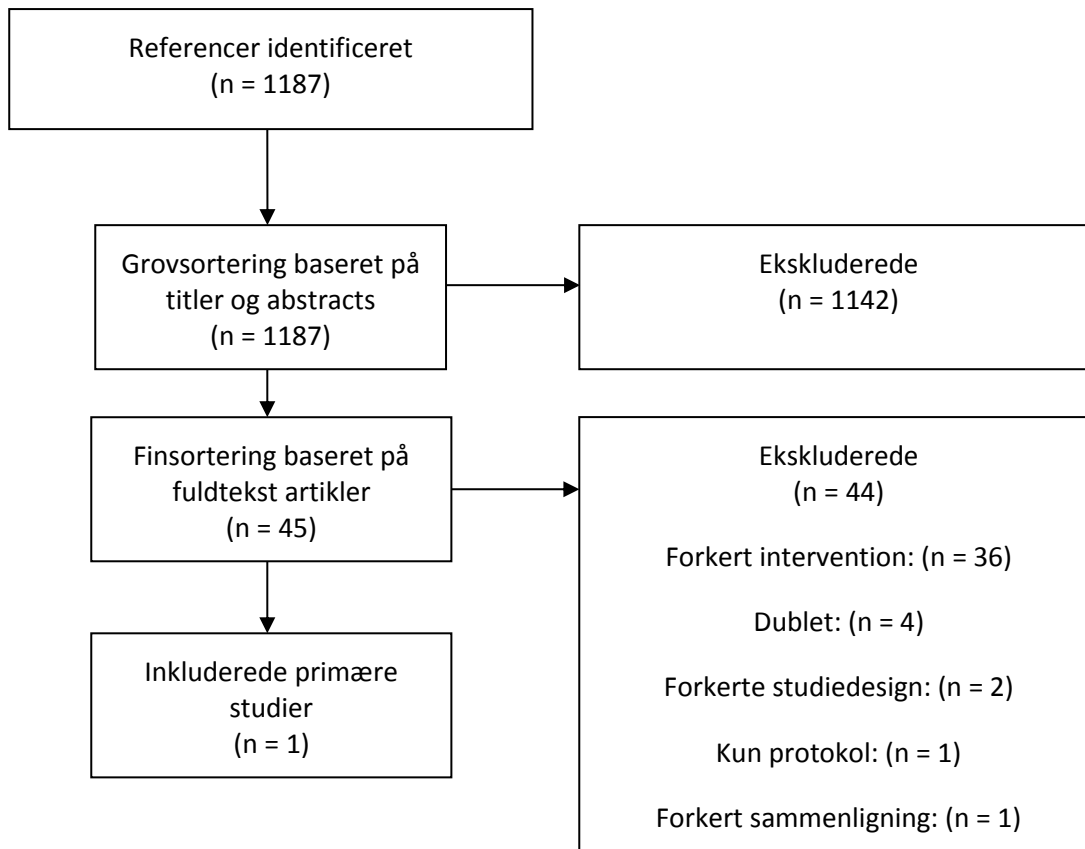 Referencer identificeret
(n = 1187)
Grovsortering baseret på
titler og abstracts
(n = 1187)
Ekskluderede
(n = 1142)
Finsortering baseret på
fuldtekst artikler
(n = 45)
Ekskluderede
(n = 44)
Forkert intervention: (n = 36)
Dublet: (n = 4)
Forkerte studiedesign: (n = 2)
Kun protokol: (n = 1)
Forkert sammenligning: (n = 1)
Inkluderede primære
studier
(n = 1)